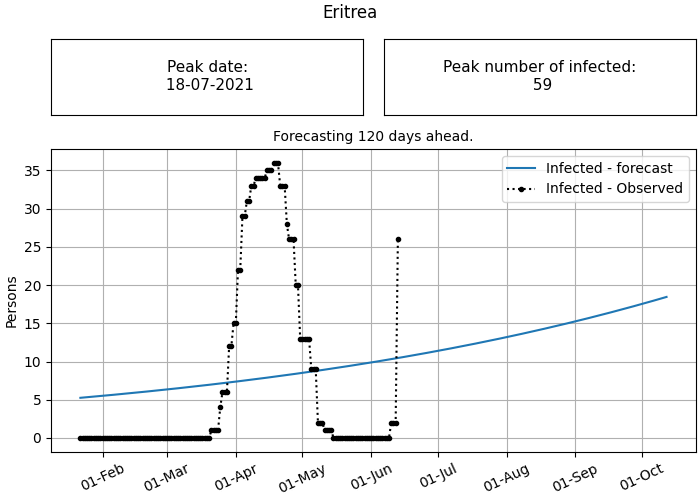 Eritrea
Peak date:
18-07-2021
Peak number of infected:
59
Forecasting 120 days ahead.
Infected - forecast
Infected - Observed
Persons
35
30
25
20
15
10
5
0
01-Feb
01-Mar
01-Apr
01-May
01-Jun
01-Jul
01-Aug
01-Sep
01-Oct